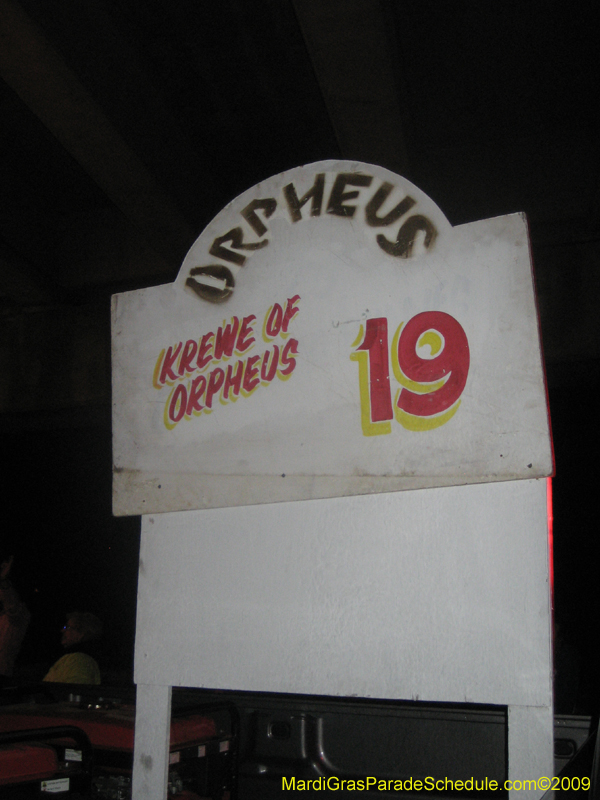 ORPHEUS
KREWE OF
ORPHEUS
19
MardiGrasParadeSchedule.com©2009